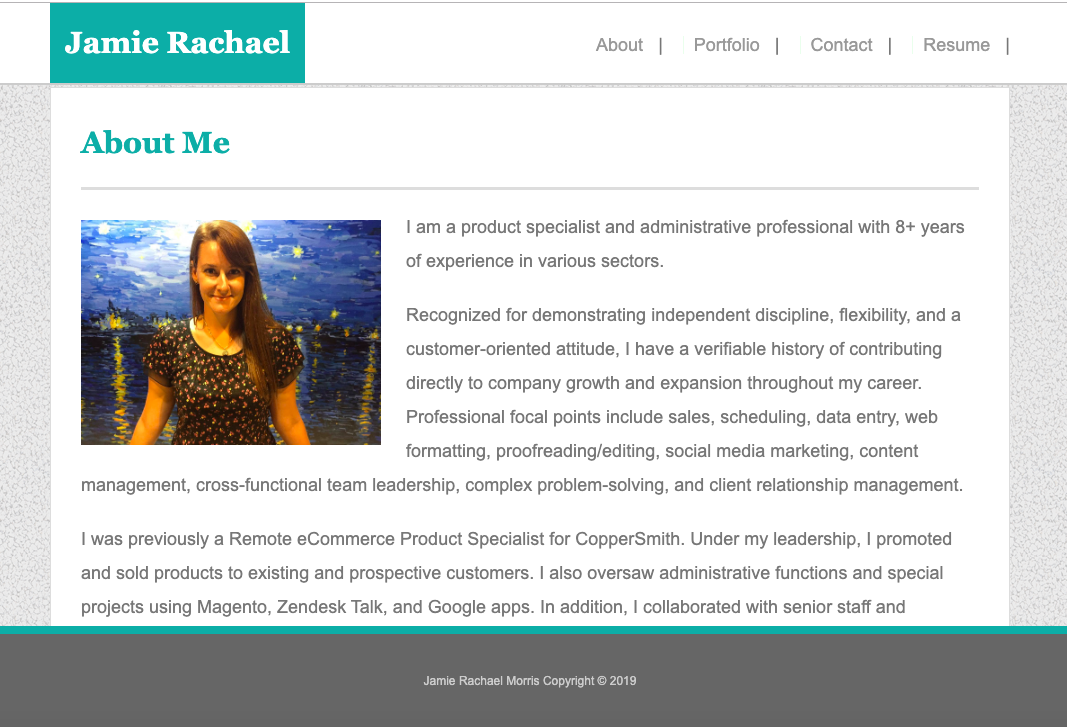 Jamie Rachael
About | Portfolio | Contact | Resume |
About Me
I am a product specialist and administrative professional with 8+ years
of experience in various sectors.
Recognized for demonstrating independent discipline, flexibility, and a
customer-oriented attitude, I have a verifiable history of contributing
directly to company growth and expansion throughout my career.
Professional focal points include sales, scheduling, data entry, web
formatting, proofreading/editing, social media marketing, content
management, cross-functional team leadership, complex problem-solving, and client relationship management.
I was previously a Remote eCommerce Product Specialist for CopperSmith. Under my leadership, I promoted
and sold products to existing and prospective customers. I also oversaw administrative functions and special
projects using Magento, Zendesk Talk, and Google apps. In addition, I collaborated with senior staff and
Jamie Rachael Morris Copyright © 2019